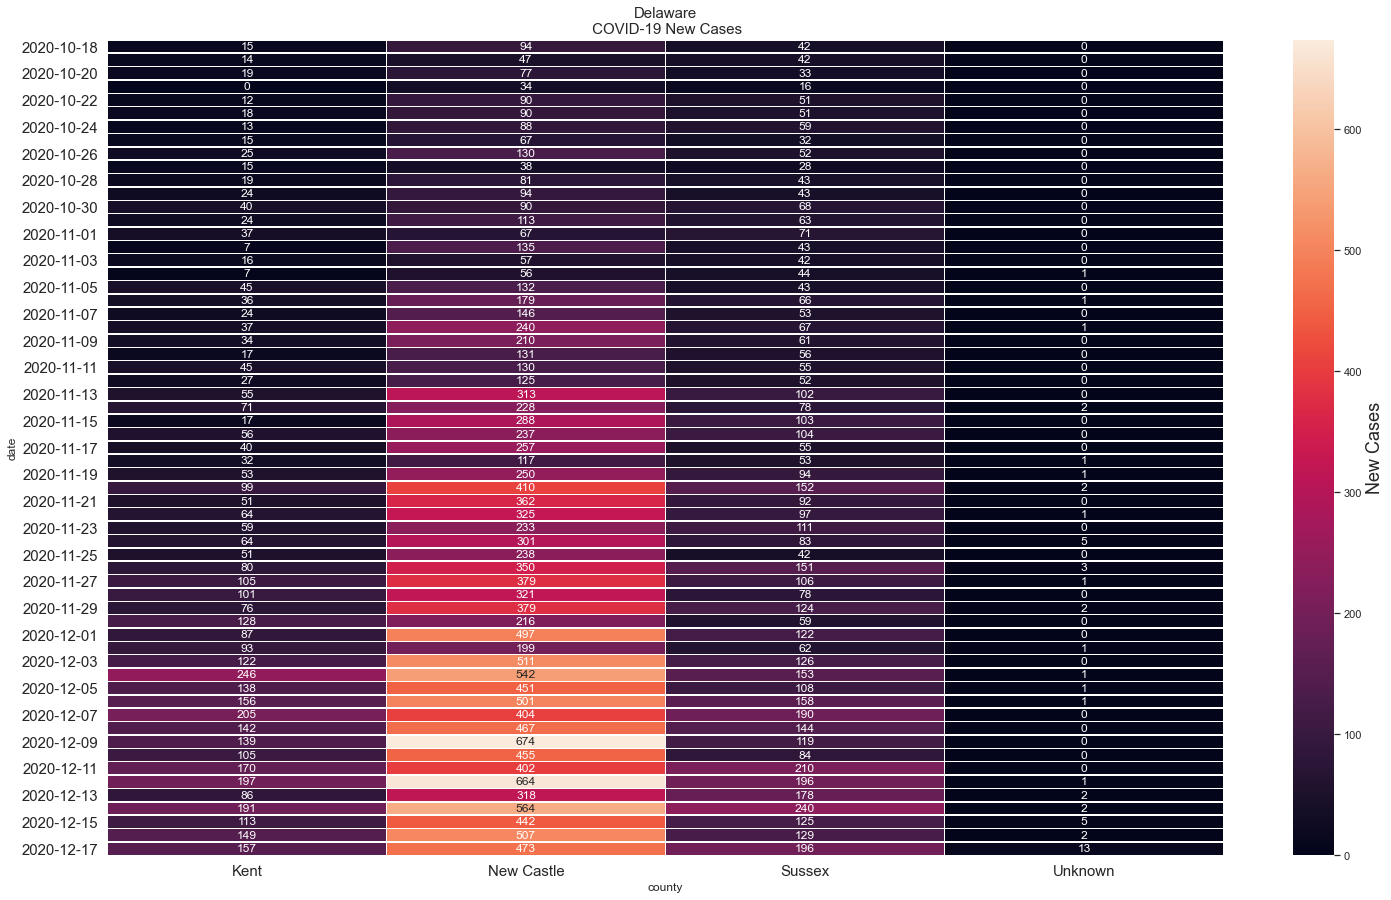 Delaware
COVID-19 New Cases
2020-10-18 15 94 42 0
14 47 42 0
2020-10-20 19 77 33 0
0 34 16 0
2020-10-22 12 90 51 0
18 90 51 0
2020-10-24 13 88 59 0
15 67 32 0
2020-10-26 25 130 52 0
15 38 28 0
2020-10-28 19 81 43 0
24 94 43 0
2020-10-30 40 90 68 0
24 113 63 0
2020-11-01 37 67 71 0
7 135 43 0
2020-11-03 16 57 42 0
7 56 44 1
2020-11-05 45 132 43 0
36 179 66 1
2020-11-07 24 146 53 0
37 240 67 1
2020-11-09 34 210 61 0
17 131 56 0
2020-11-11 45 130 55 0
27 125 52 0
2020-11-13 55 313 102 0
71 228 78 2
2020-11-15 17 288 103 0
56 237 104 0
2020-11-17 40 257 55 0
32 117 53 1
2020-11-19 53 250 94 1
99 410 152 2
2020-11-21 51 362 92 0
64 325 97 1
2020-11-23 59 233 111 0
64 301 83 5
2020-11-25 51 238 42 0
80 350 151 3
2020-11-27 105 379 106 1
101 321 78 0
2020-11-29 76 379 124 2
128 216 59 0
2020-12-01 87 497 122 0
93 199 62 1
2020-12-03 122 511 126 0
246 542 153 1
2020-12-05 138 451 108 1
156 501 158 1
2020-12-07 205 404 190 0
142 467 144 0
2020-12-09 139 674 119 0
105 455 84 0
2020-12-11 170 402 210 0
197 664 196 1
2020-12-13 86 318 178 2
191 564 240 2
2020-12-15 113 442 125 5
149 507 129 2
2020-12-17 157 473 196 13
Kent New Castle Sussex Unknown
county
date
600
500
400
300
200
100
0
New Cases